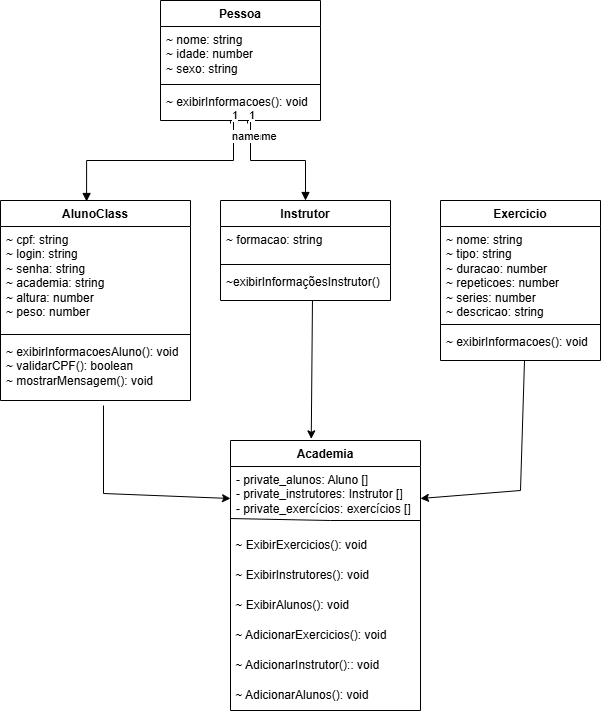 Pessoa
~ nome: string
~ idade: number
~ sexo: string
~ exibirInformacoes(): void
1 1
name me
AlunoClass
~ cpf: string
~ login: string
~ senha: string
~ academia: string
~ altura: number
~ peso: number
~ exibirInformacoesAluno(): void
~ validarCPF(): boolean
~ mostrarMensagem(): void
Instrutor
~ formacao: string
~exibirInformaçõesInstrutor()
Exercicio
~ nome: string
~ tipo: string
~ duracao: number
~ repeticoes: number
~ series: number
~ descricao: string
~ exibirInformacoes(): void
Academia
- private_alunos: Aluno []
- private_instrutores: Instrutor []
- private_exercícios: exercícios []
~ ExibirExercicios(): void
~ ExibirInstrutores(): void
~ ExibirAlunos(): void
~ AdicionarExercicios(): void
~ AdicionarInstrutor():: void
~ AdicionarAlunos(): void